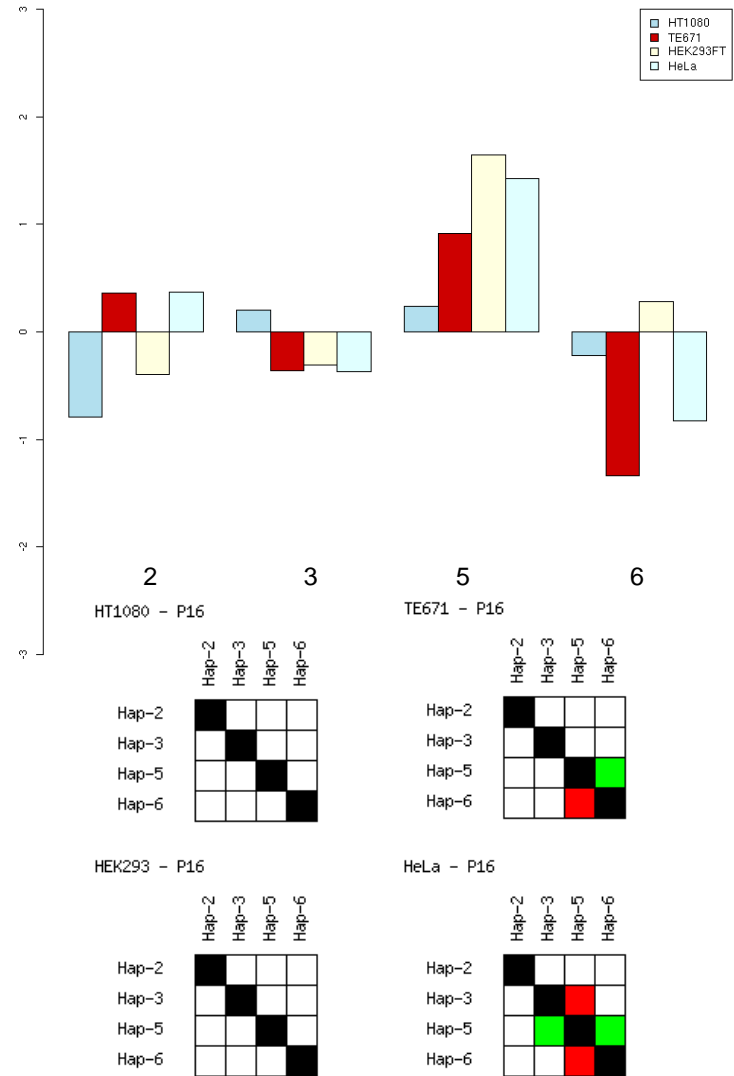 3
2
1
0
-1
-2
-3
HT1080
TE671
HEK293FT
HeLa
2 3 5 6
HT1080 – P16
Hap–2 Hap–3 Hap–5 Hap–6
Hap–2
Hap–3
Hap–5
Hap–6
TE671 – P16
Hap–2 Hap–3 Hap–5 Hap–6
Hap–2
Hap–3
Hap–5
Hap–6
HEK293 – P16
Hap–2 Hap–3 Hap–5 Hap–6
Hap–2
Hap–3
Hap–5
Hap–6
HeLa – P16
Hap–2 Hap–3 Hap–5 Hap–6
Hap–2
Hap–3
Hap–5
Hap–6